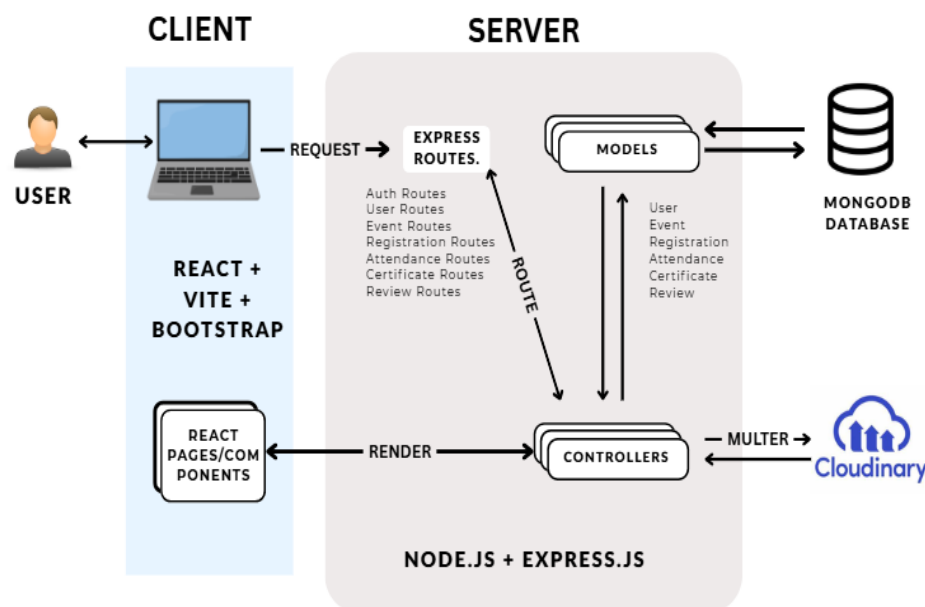 CLIENT
SERVER
USER
REQUEST
EXPRESS
ROUTES.
MODELS
MONGODB
DATABASE
Auth Routes
User Routes
Event Routes
Registration Routes
Attendance Routes
Certificate Routes
Review Routes
ROUTE
User
Event
Registration
Attendance
Certificate
Review
REACT +
VITE +
BOOTSTRAP
REACT
PAGES/COM
PONENTS
RENDER
CONTROLLERS
MULTER
Cloudinary
NODE.JS + EXPRESS.JS